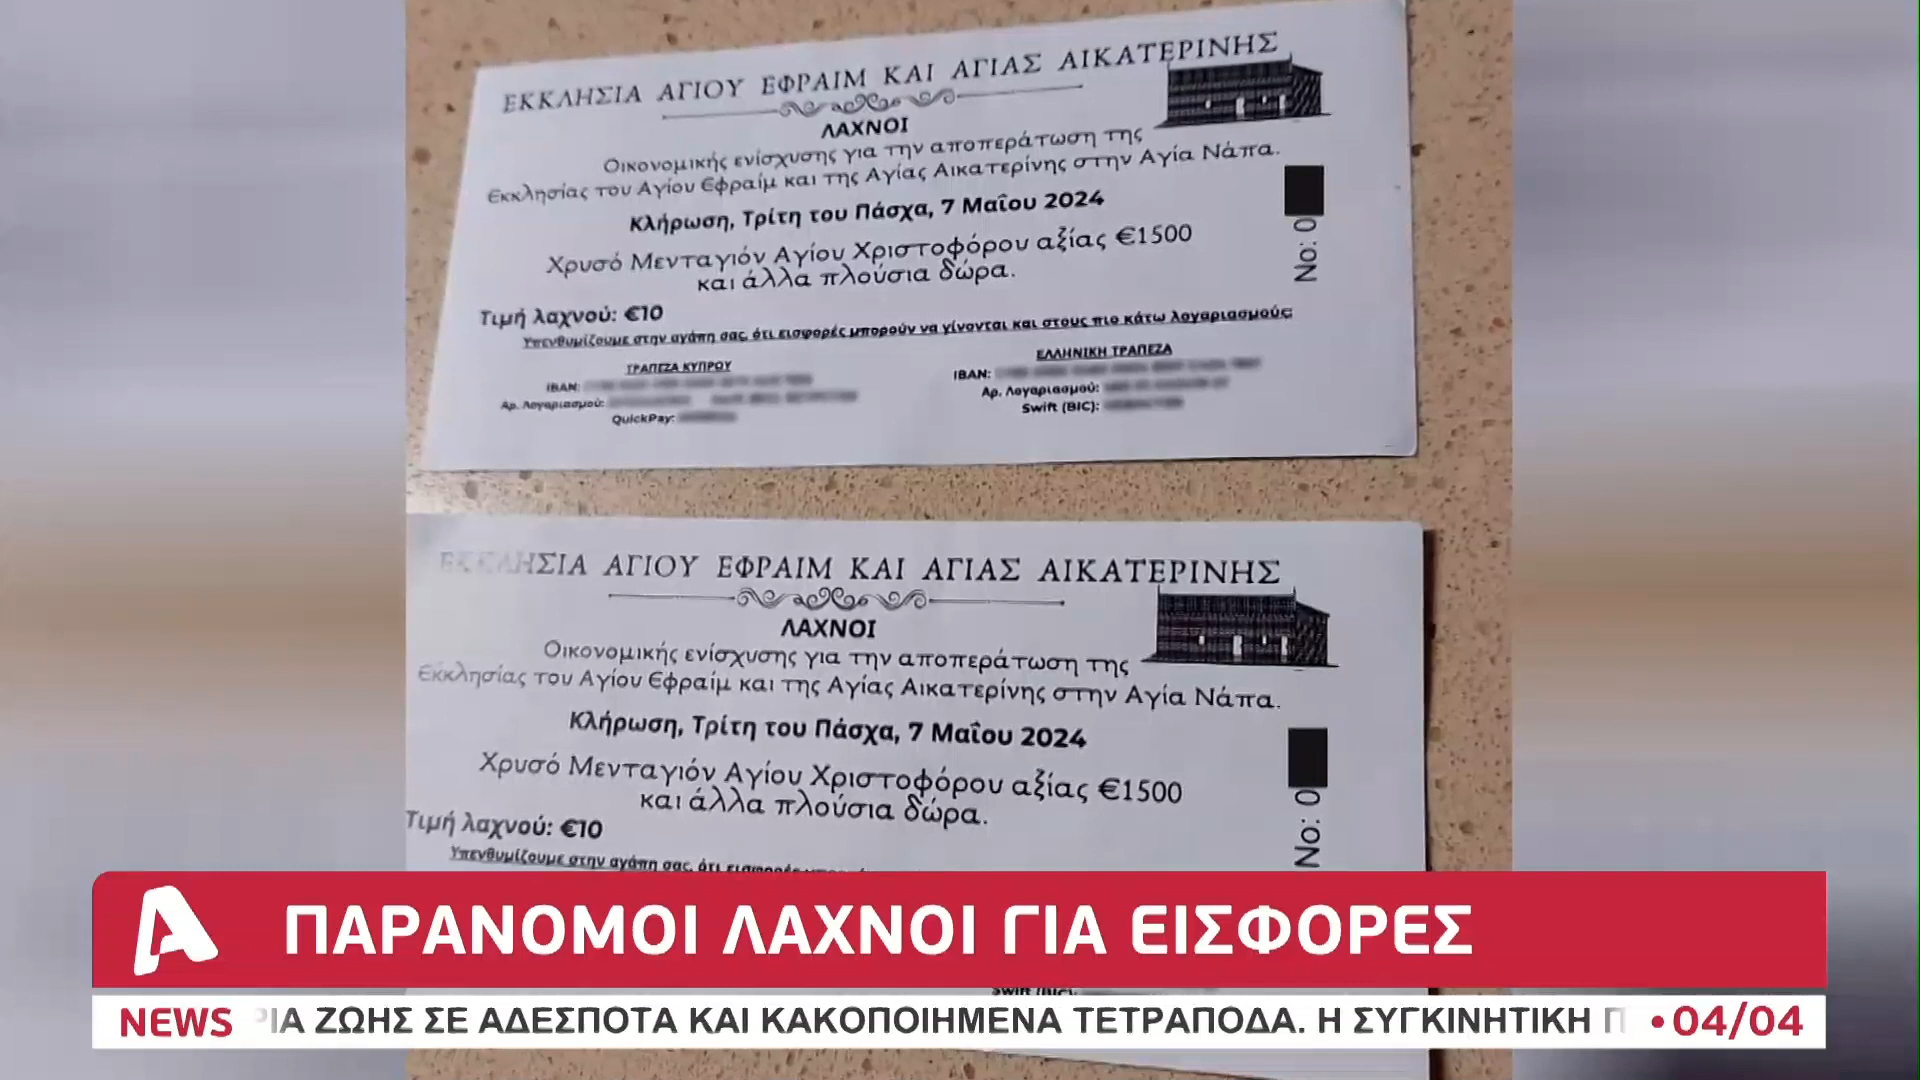 ΕΚΚΛΗΣΙΑ ΑΓΙΟΥ ΕΦΡΑΙΜ ΚΑΙ ΑΓΙΑΣ ΑΙΚΑΤΕΡΙΝΗΣ
ΛΑΧΝΟΙ
Οικονομικής ενίσχυσης για την αποπεράτωση της
Εκκλησίας του Αγίου Εφραίμ και της Αγίας Αικατερίνης στην Αγία Νάπα.
Κλήρωση, Τρίτη του Πάσχα, 7 Μαΐου 2024
Χρυσό Μενταγιόν Αγίου Χριστοφόρου αξίας €1500
και άλλα πλούσια δώρα.
No: 0
Τιμή λαχνού: €10
Υπενθυμίζουμε στην αγάπη σας, ότι εισφορές μπορούν να γίνονται και στους πιο κάτω λογαριασμούς:
ΤΡΑΠΕΖΑ ΚΥΠΡΟΥ
IBAN:
Αρ. Λογαριασμού:
QuickPay:
ΕΛΛΗΝΙΚΗ ΤΡΑΠΕΖΑ
IBAN:
Αρ. Λογαριασμού:
Swift (BIC):
ΕΚΚΛΗΣΙΑ ΑΓΙΟΥ ΕΦΡΑΙΜ ΚΑΙ ΑΓΙΑΣ ΑΙΚΑΤΕΡΙΝΗΣ
ΛΑΧΝΟΙ
Οικονομικής ενίσχυσης για την αποπεράτωση της
Εκκλησίας του Αγίου Εφραίμ και της Αγίας Αικατερίνης στην Αγία Νάπα.
Κλήρωση, Τρίτη του Πάσχα, 7 Μαΐου 2024
Χρυσό Μενταγιόν Αγίου Χριστοφόρου αξίας €1500
και άλλα πλούσια δώρα.
No: 0
Τιμή λαχνού: €10
Υπενθυμίζουμε στην αγάπη σας, ότι εισφορές
ΠΑΡΑΝΟΜΟΙ ΛΑΧΝΟΙ ΓΙΑ ΕΙΣΦΟΡΕΣ
NEWS ΡΙΑ ΖΩΗΣ ΣΕ ΑΔΕΣΠΟΤΑ ΚΑΙ ΚΑΚΟΠΟΙΗΜΕΝΑ ΤΕΤΡΑΠΟΔΑ. Η ΣΥΓΚΙΝΗΤΙΚΗ • 04/04